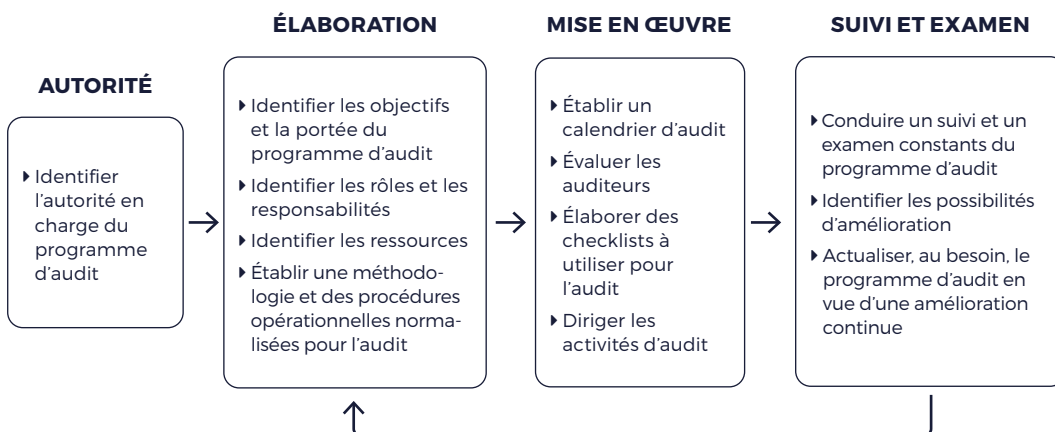 AUTORITÉ
Identifier
l’autorité en
charge du
programme
d’audit
ÉLABORATION
Identifier les objectifs
et la portée du
programme d’audit
Identifier les rôles et les
responsabilités
Identifier les ressources
Établir une méthodo-
logie et des procédures
opérationnelles norma-
lisées pour l’audit
MISE EN ŒUVRE
Établir un
calendrier d’audit
Évaluer les
auditeurs
Élaborer des
checklists à
utiliser pour
l’audit
Diriger les
activités d’audit
SUIVI ET EXAMEN
Conduire un suivi et un
examen constants du
programme d’audit
Identifier les possibilités
d’amélioration
Actualiser, au besoin, le
programme d’audit en
vue d’une amélioration
continue